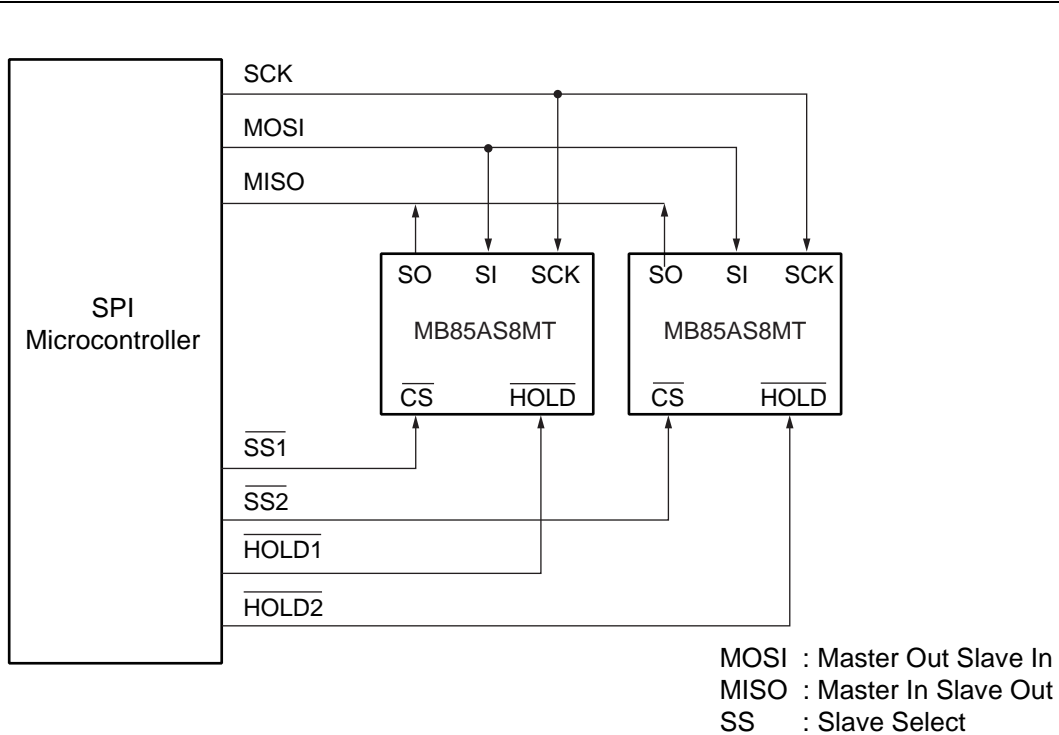 SCK
MOSI
MISO
SPI
Microcontroller
SO SI SCK
MB85AS8MT
CS HOLD
SO SI SCK
MB85AS8MT
CS HOLD
SS1
SS2
HOLD1
HOLD2
MOSI : Master Out Slave In
MISO : Master In Slave Out
SS : Slave Select